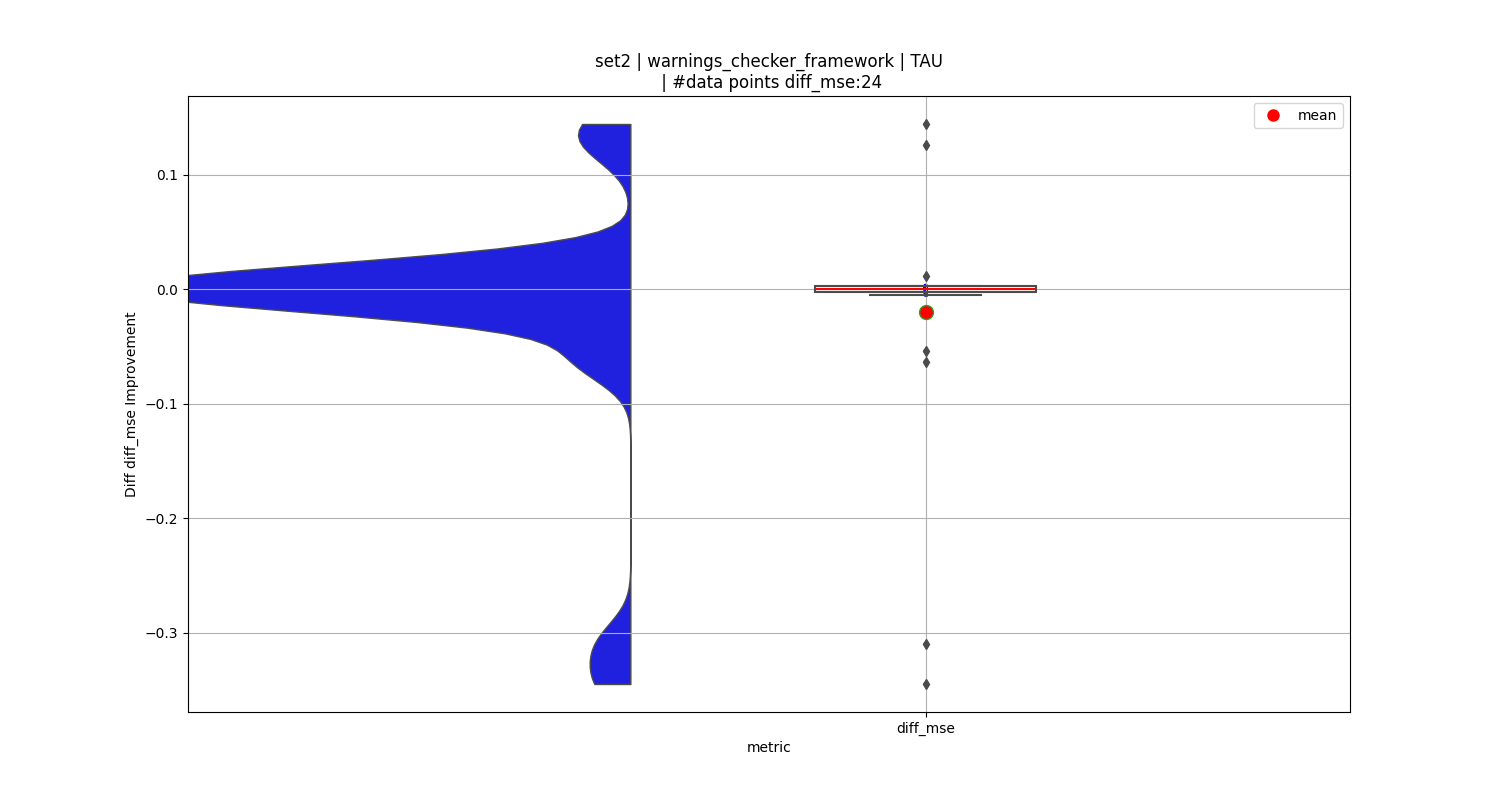 set2 | warnings_checker_framework | TAU
| #data points diff_mse:24
mean
0.1
0.0
−0.1
−0.2
−0.3
Diff diff_mse Improvement
diff_mse
metric